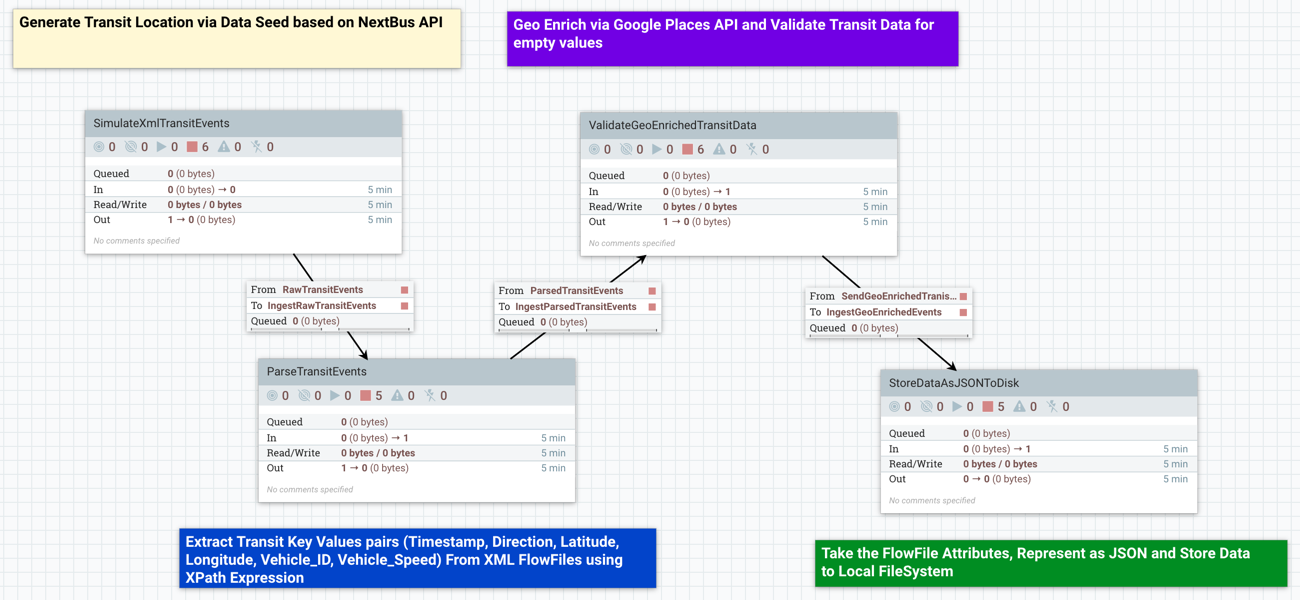 Generate Transit Location via Data Seed based on NextBus API
Geo Enrich via Google Places API and Validate Transit Data for
empty values
SimulateXmlTransitEvents
0 0 0 6 0 0
Queued 0 (0 bytes)
In 0 (0 bytes) → 0 5 min
Read/Write 0 bytes / 0 bytes 5 min
Out 1 → 0 (0 bytes) 5 min
No comments specified
ValidateGeoEnrichedTransitData
0 0 0 6 0 0
Queued 0 (0 bytes)
In 0 (0 bytes) → 1 5 min
Read/Write 0 bytes / 0 bytes 5 min
Out 1 → 0 (0 bytes) 5 min
No comments specified
From RawTransitEvents
To IngestRawTransitEvents
Queued 0 (0 bytes)
From ParsedTransitEvents
To IngestParsedTransitEvents
Queued 0 (0 bytes)
From SendGeoEnrichedTranis...
To IngestGeoEnrichedEvents
Queued 0 (0 bytes)
ParseTransitEvents
0 0 0 5 0 0
Queued 0 (0 bytes)
In 0 (0 bytes) → 1 5 min
Read/Write 0 bytes / 0 bytes 5 min
Out 1 → 0 (0 bytes) 5 min
No comments specified
StoreDataAsJSONToDisk
0 0 0 5 0 0
Queued 0 (0 bytes)
In 0 (0 bytes) → 1 5 min
Read/Write 0 bytes / 0 bytes 5 min
Out 0 → 0 (0 bytes) 5 min
No comments specified
Extract Transit Key Values pairs (Timestamp, Direction, Latitude,
Longitude, Vehicle_ID, Vehicle_Speed) From XML FlowFiles using
XPath Expression
Take the FlowFile Attributes, Represent as JSON and Store Data
to Local FileSystem